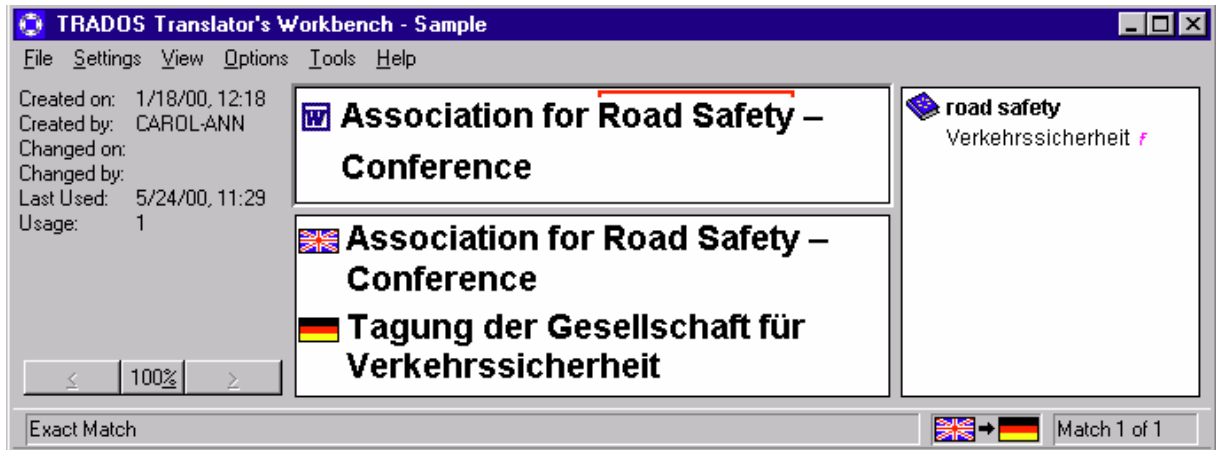 TRADOS Translator's Workbench - Sample
File Settings View Options Tools Help
Created on: 1/18/00, 12:18
Created by: CAROL-ANN
Changed on:
Changed by:
Last Used: 5/24/00, 11:29
Usage: 1
< 100% >
W Association for Road Safety –
Conference
Association for Road Safety –
Conference
Tagung der Gesellschaft für
Verkehrssicherheit
road safety
Verkehrssicherheit f
Exact Match
Match 1 of 1